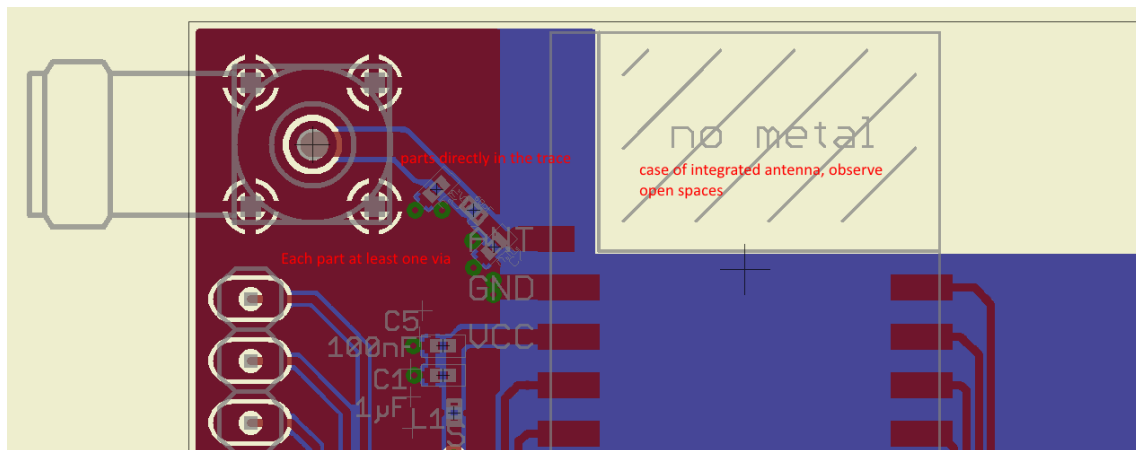 no metal
parts directly in the trace
case of integrated antenna, observe
open spaces
ANT
Each part at least one via
GND
C5
VCC
100nF
C1
1µF
L1